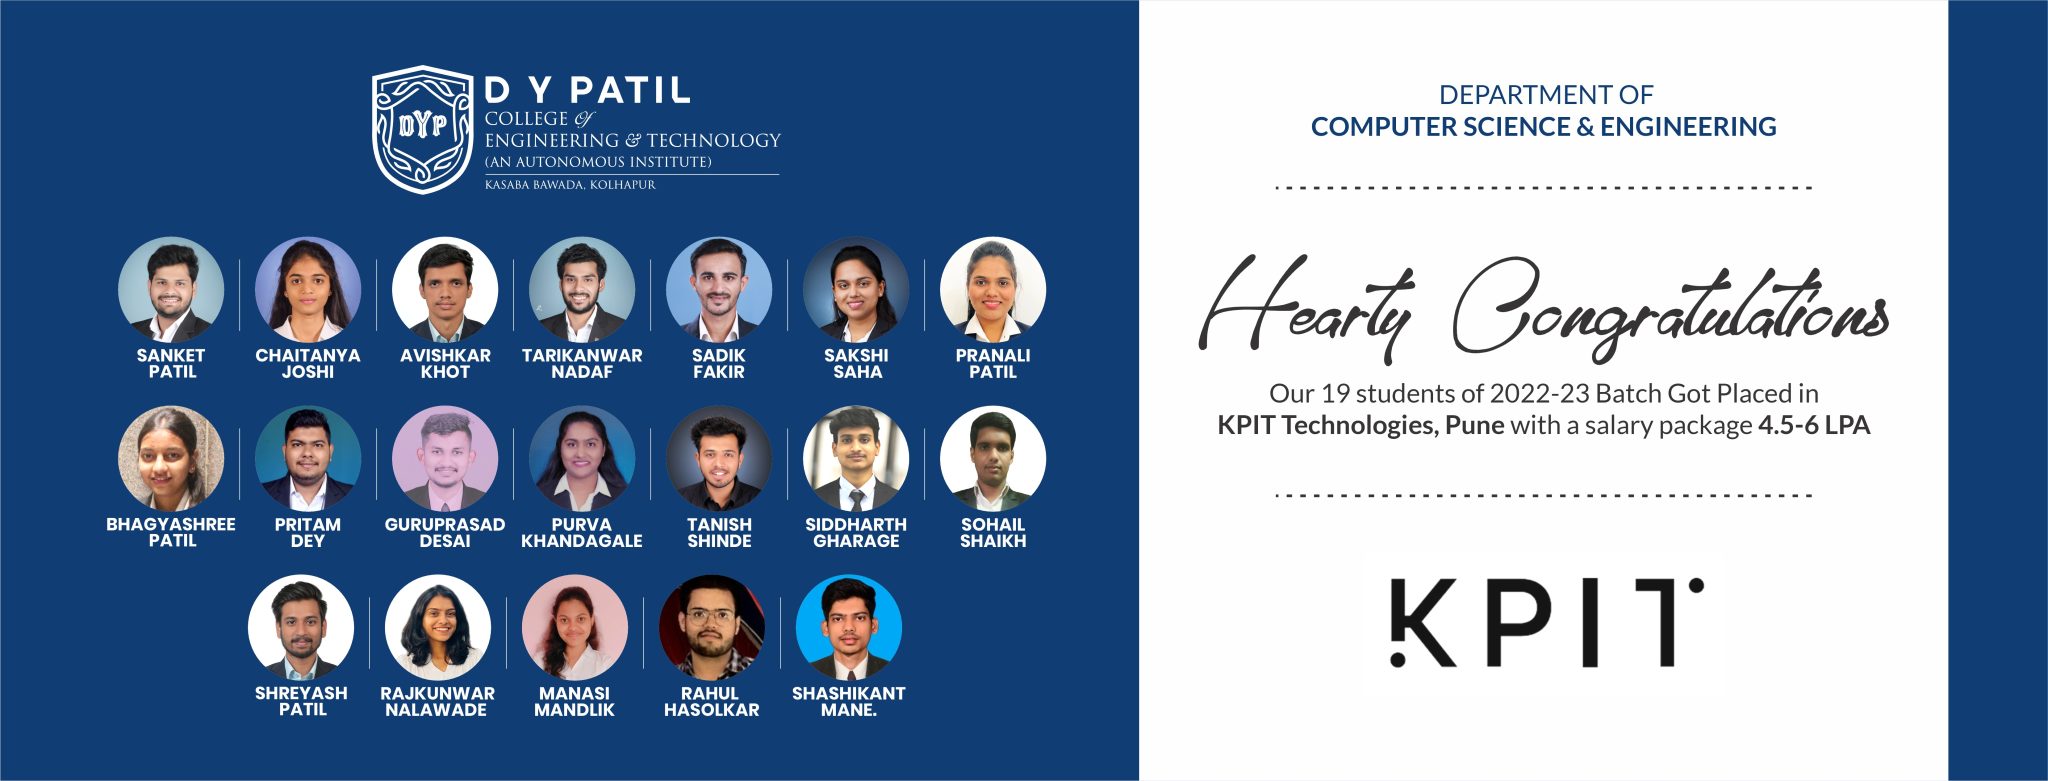 DYP
D Y PATIL
COLLEGE of
ENGINEERING & TECHNOLOGY
(AN AUTONOMOUS INSTITUTE)
KASABA BAWADA, KOLHAPUR
SANKET
PATIL
CHAITANYA
JOSHI
AVISHKAR
KHOT
TARIKANWAR
NADAF
SADIK
FAKIR
SAKSHI
SAHA
PRANALI
PATIL
BHAGYASHREE
PATIL
PRITAM
DEY
GURUPRASAD
DESAI
PURVA
KHANDAGALE
TANISH
SHINDE
SIDDHARTH
GHARAGE
SOHAIL
SHAIKH
SHREYASH
PATIL
RAJKUNWAR
NALAWADE
MANASI
MANDLIK
RAHUL
HASOLKAR
SHASHIKANT
MANE.
DEPARTMENT OF
COMPUTER SCIENCE & ENGINEERING
Hearty Congratulations
Our 19 students of 2022-23 Batch Got Placed in
KPIT Technologies, Pune with a salary package 4.5-6 LPA
KPIT